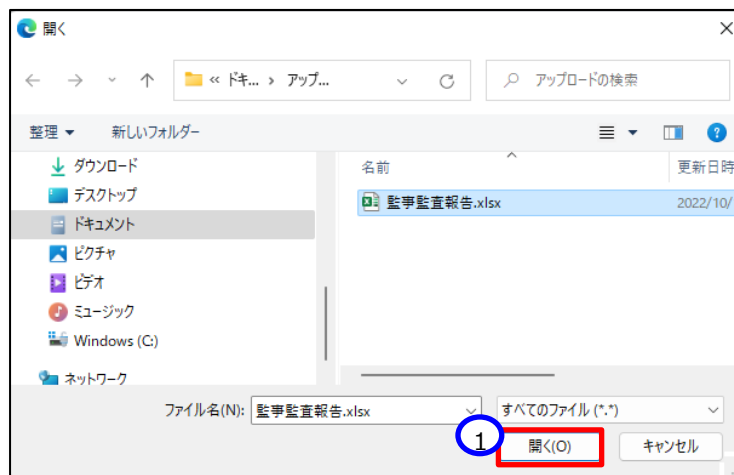 開く
« ドキ... › アップ...
アップロードの検索
整理
新しいフォルダー
ダウンロード
デスクトップ
ドキュメント
ピクチャ
ビデオ
ミュージック
Windows (C:)
ネットワーク
名前
更新日時
監事監査報告.xlsx
2022/10/
ファイル名(N):
監事監査報告.xlsx
すべてのファイル (*.*)
1
開く(O)
キャンセル